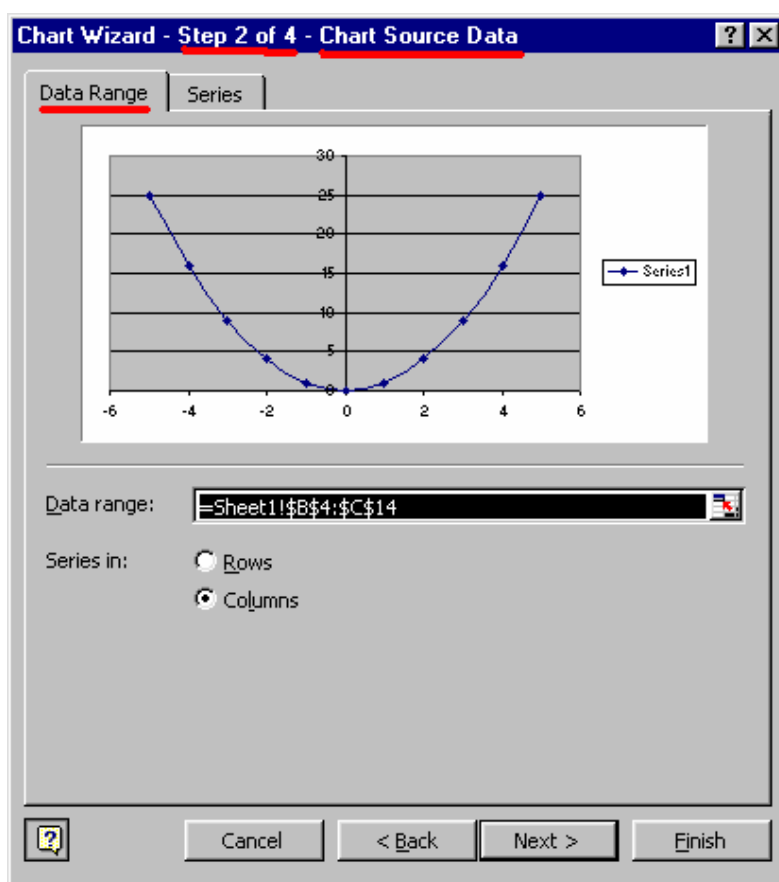 Chart Wizard - Step 2 of 4 - Chart Source Data
Data Range
Series
30
25
20
15
10
5
0
-6 -4 -2 0 2 4 6
Series1
Data range:
=Sheet1!$B$4:$C$14
Series in:
Rows
Columns
Cancel
< Back
Next >
Finish